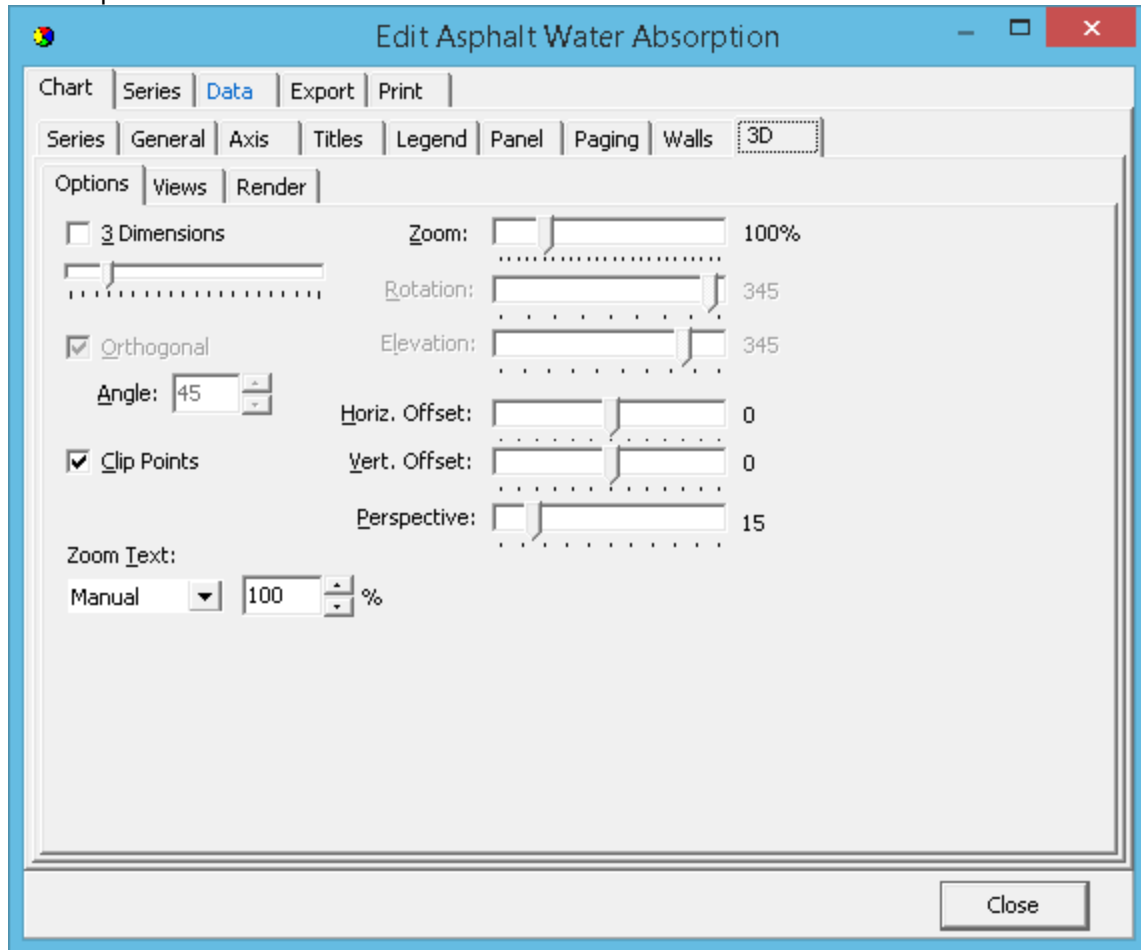 Edit Asphalt Water Absorption
Chart Series Data Export Print
Series General Axis Titles Legend Panel Paging Walls 3D
Options Views Render
3 Dimensions
Zoom: 100%
Rotation: 345
Orthogonal
Elevation: 345
Angle: 45
Horiz. Offset: 0
Clip Points
Vert. Offset: 0
Perspective: 15
Zoom Text:
Manual 100 %
Close